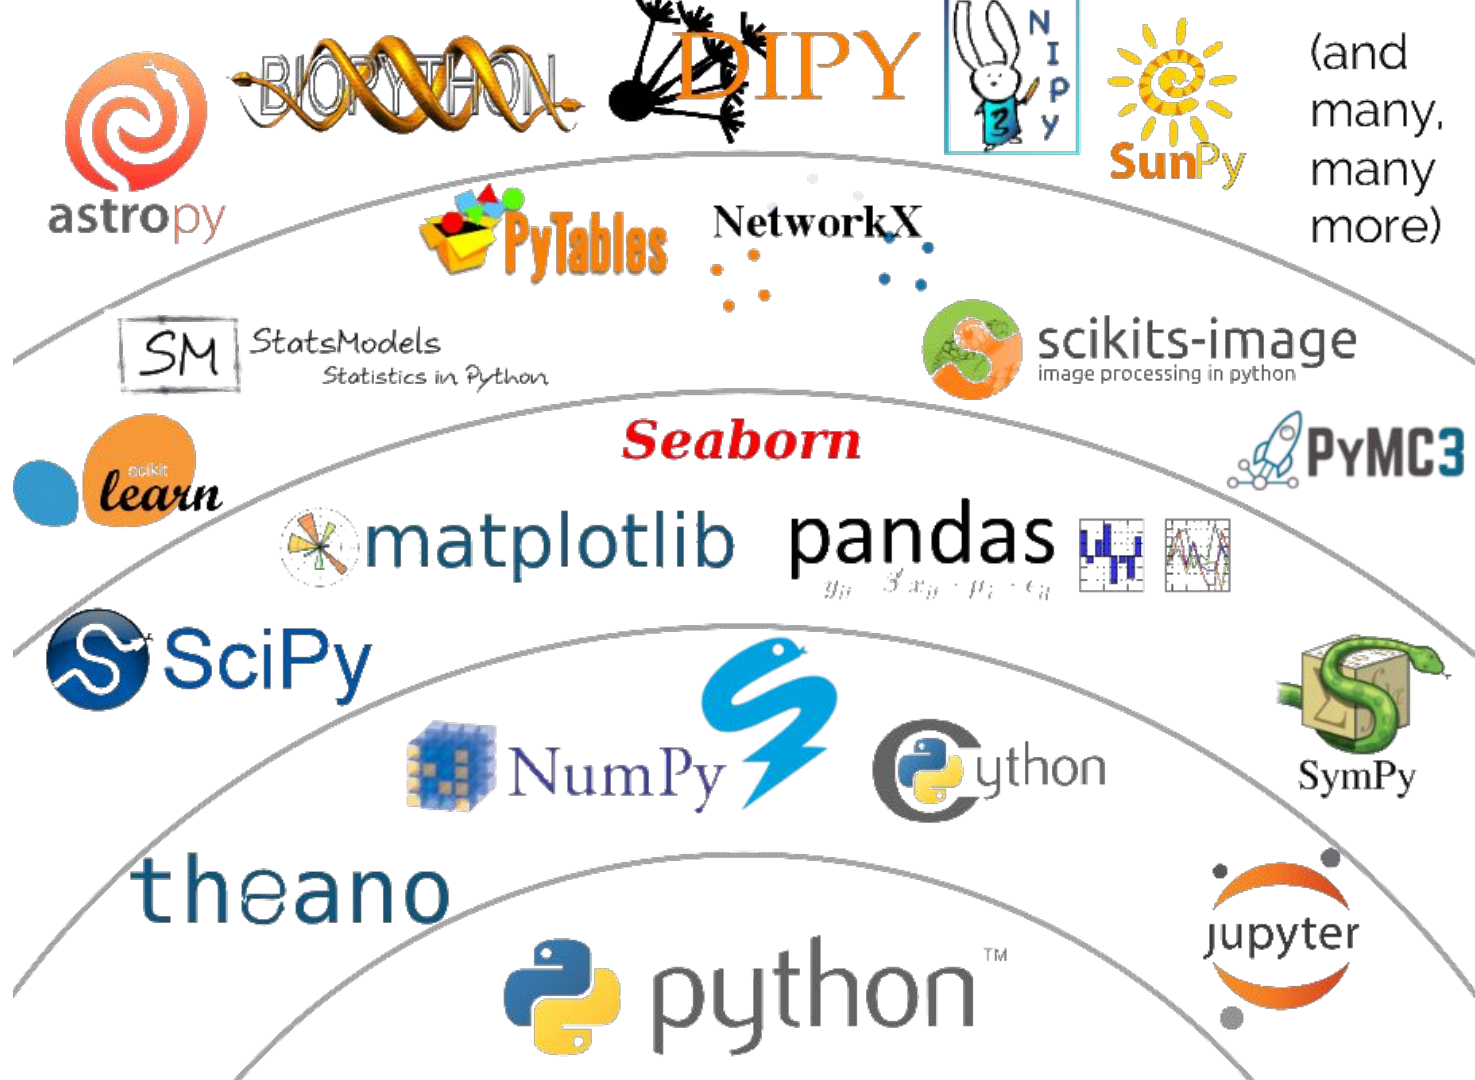 BIOPYTHON
DIPY
NIPY
3
SunPy
(and
many,
many
more)
astropy
PyTables
NetworkX
SM
StatsModels
Statistics in Python
scikits-image
image processing in python
Seaborn
PyMC3
scikit
learn
matplotlib
pandas
SciPy
NumPy
Cython
SymPy
theano
jupyter
python
TM